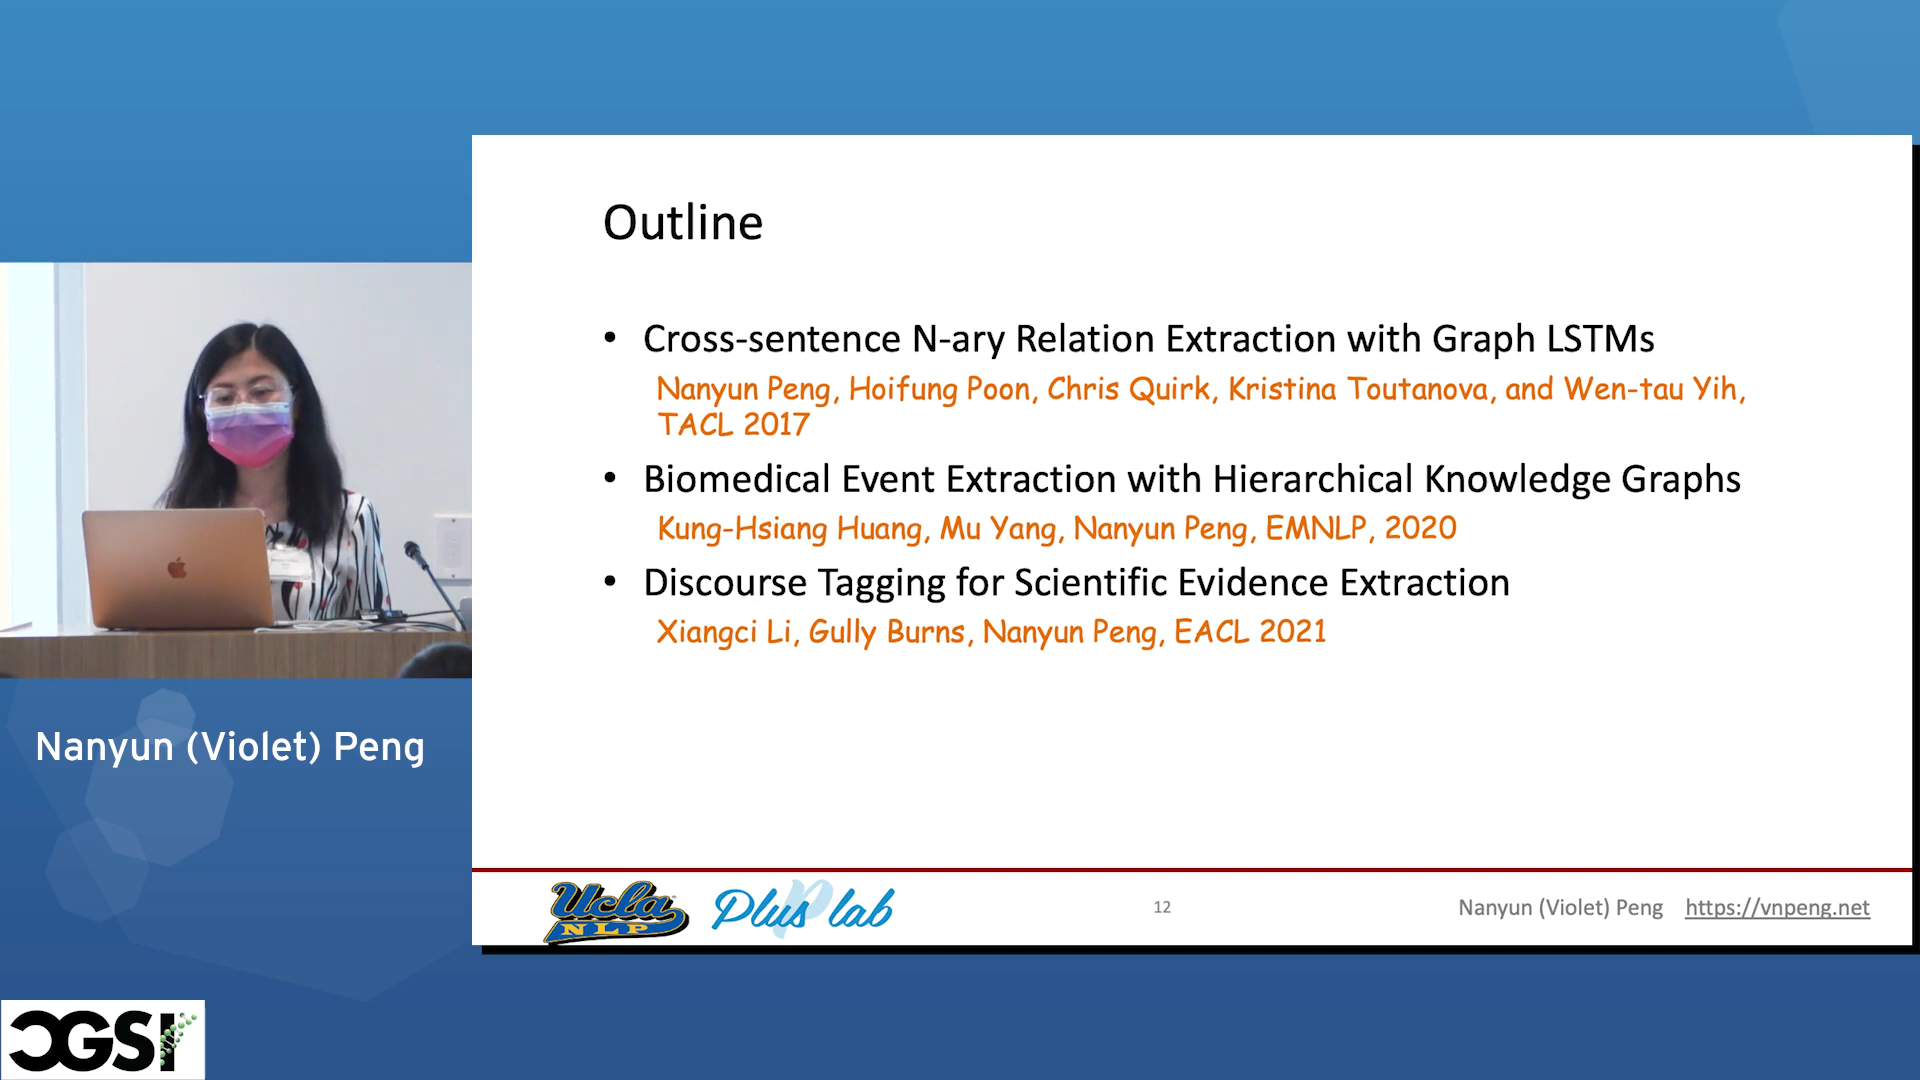 Outline
• Cross-sentence N-ary Relation Extraction with Graph LSTMs
Nanyun Peng, Hoifung Poon, Chris Quirk, Kristina Toutanova, and Wen-tau Yih,
TACL 2017
• Biomedical Event Extraction with Hierarchical Knowledge Graphs
Kung-Hsiang Huang, Mu Yang, Nanyun Peng, EMNLP, 2020
• Discourse Tagging for Scientific Evidence Extraction
Xiangci Li, Gully Burns, Nanyun Peng, EACL 2021
Nanyun (Violet) Peng
Ucla
NLP
Plus lab
12
Nanyun (Violet) Peng https://vnpeng.net
CGSI